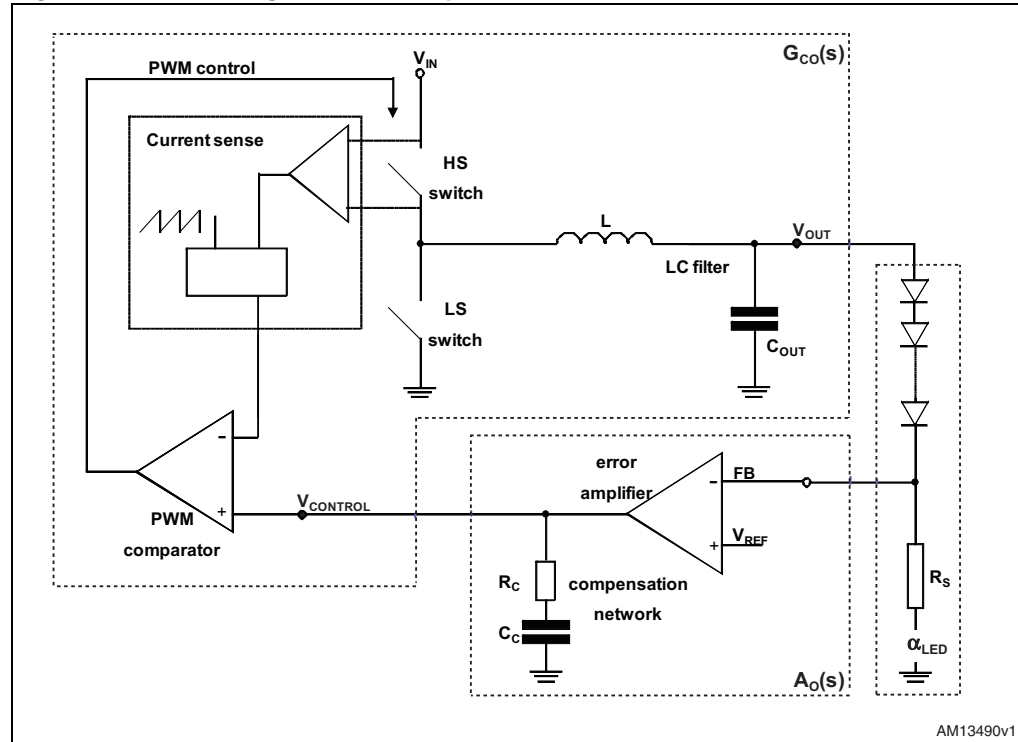 G_CO(s)
V_IN
PWM control
Current sense
HS
switch
L
V_OUT
LC filter
LS
switch
C_OUT
error
amplifier
FB
V_CONTROL
-
+
PWM
comparator
-
+
V_REF
R_C
compensation
network
C_C
R_S
α_LED
A_O(s)
AM13490v1